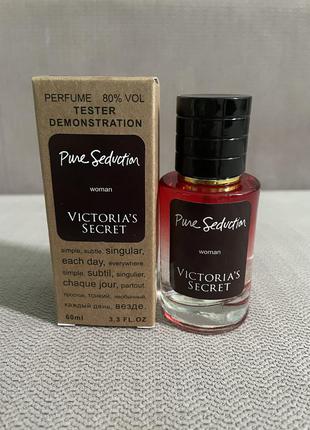 PERFUME 80% VOL
TESTER
DEMONSTRATION
Pure Seduction
woman
VICTORIA'S
SECRET
simple, subtle. singular,
each day, everywhere.
simple, subtil, singulier,
chaque jour, partout.
простое, тонкий, необычный,
каждый день, везде.
60ml 3.3 FL.OZ
Pure Seduction
woman
VICTORIA'S
SECRET